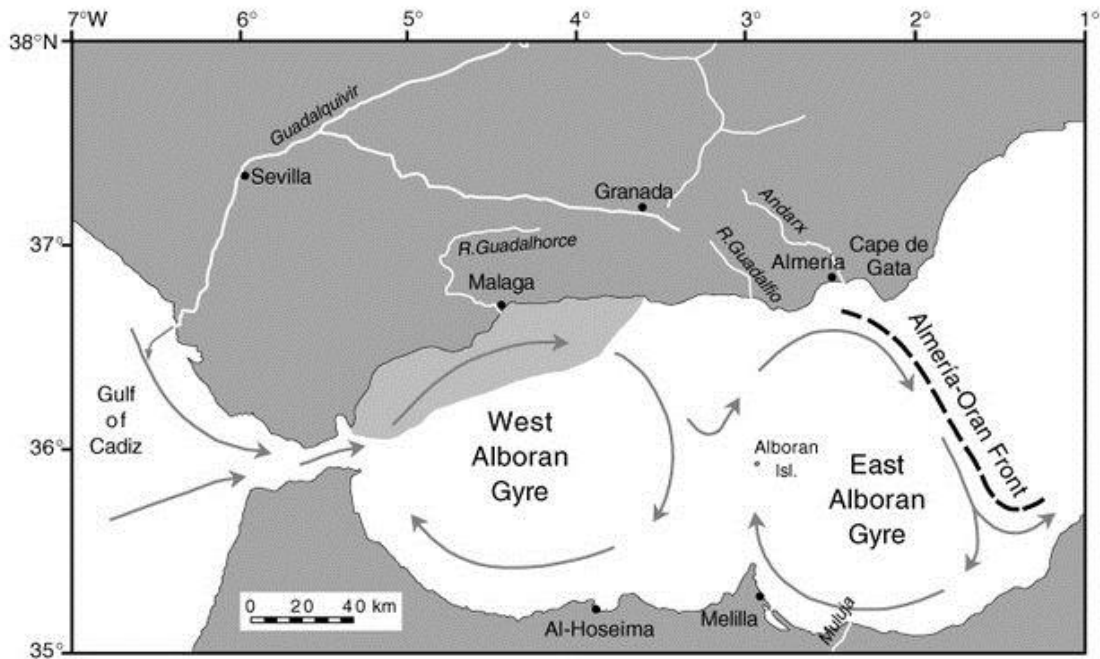 7°W 6° 5° 4° 3° 2° 1°
38°N
Guadalquivir
Sevilla
Granada
Andarx
37°
R.Guadalhorce
R.Guadalfio
Cape de
Gata
Almería
Malaga
Almería-Oran Front
Gulf
of
Cadiz
West
Alboran
Gyre
36°
Alboran
Isl.
East
Alboran
Gyre
0 20 40 km
Al-Hoseima
Melilla
Muluja
35°